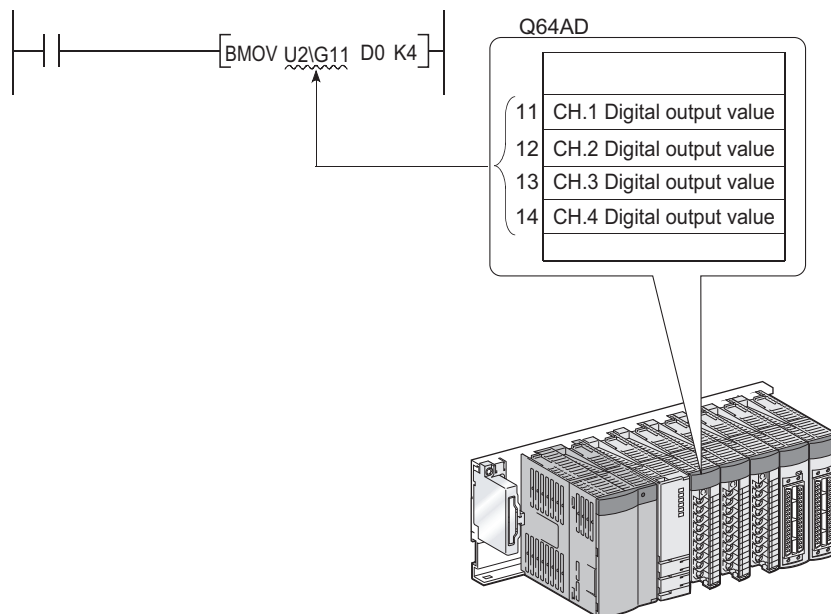 BMOV U2\G11 D0 K4
Q64AD
11 CH.1 Digital output value
12 CH.2 Digital output value
13 CH.3 Digital output value
14 CH.4 Digital output value